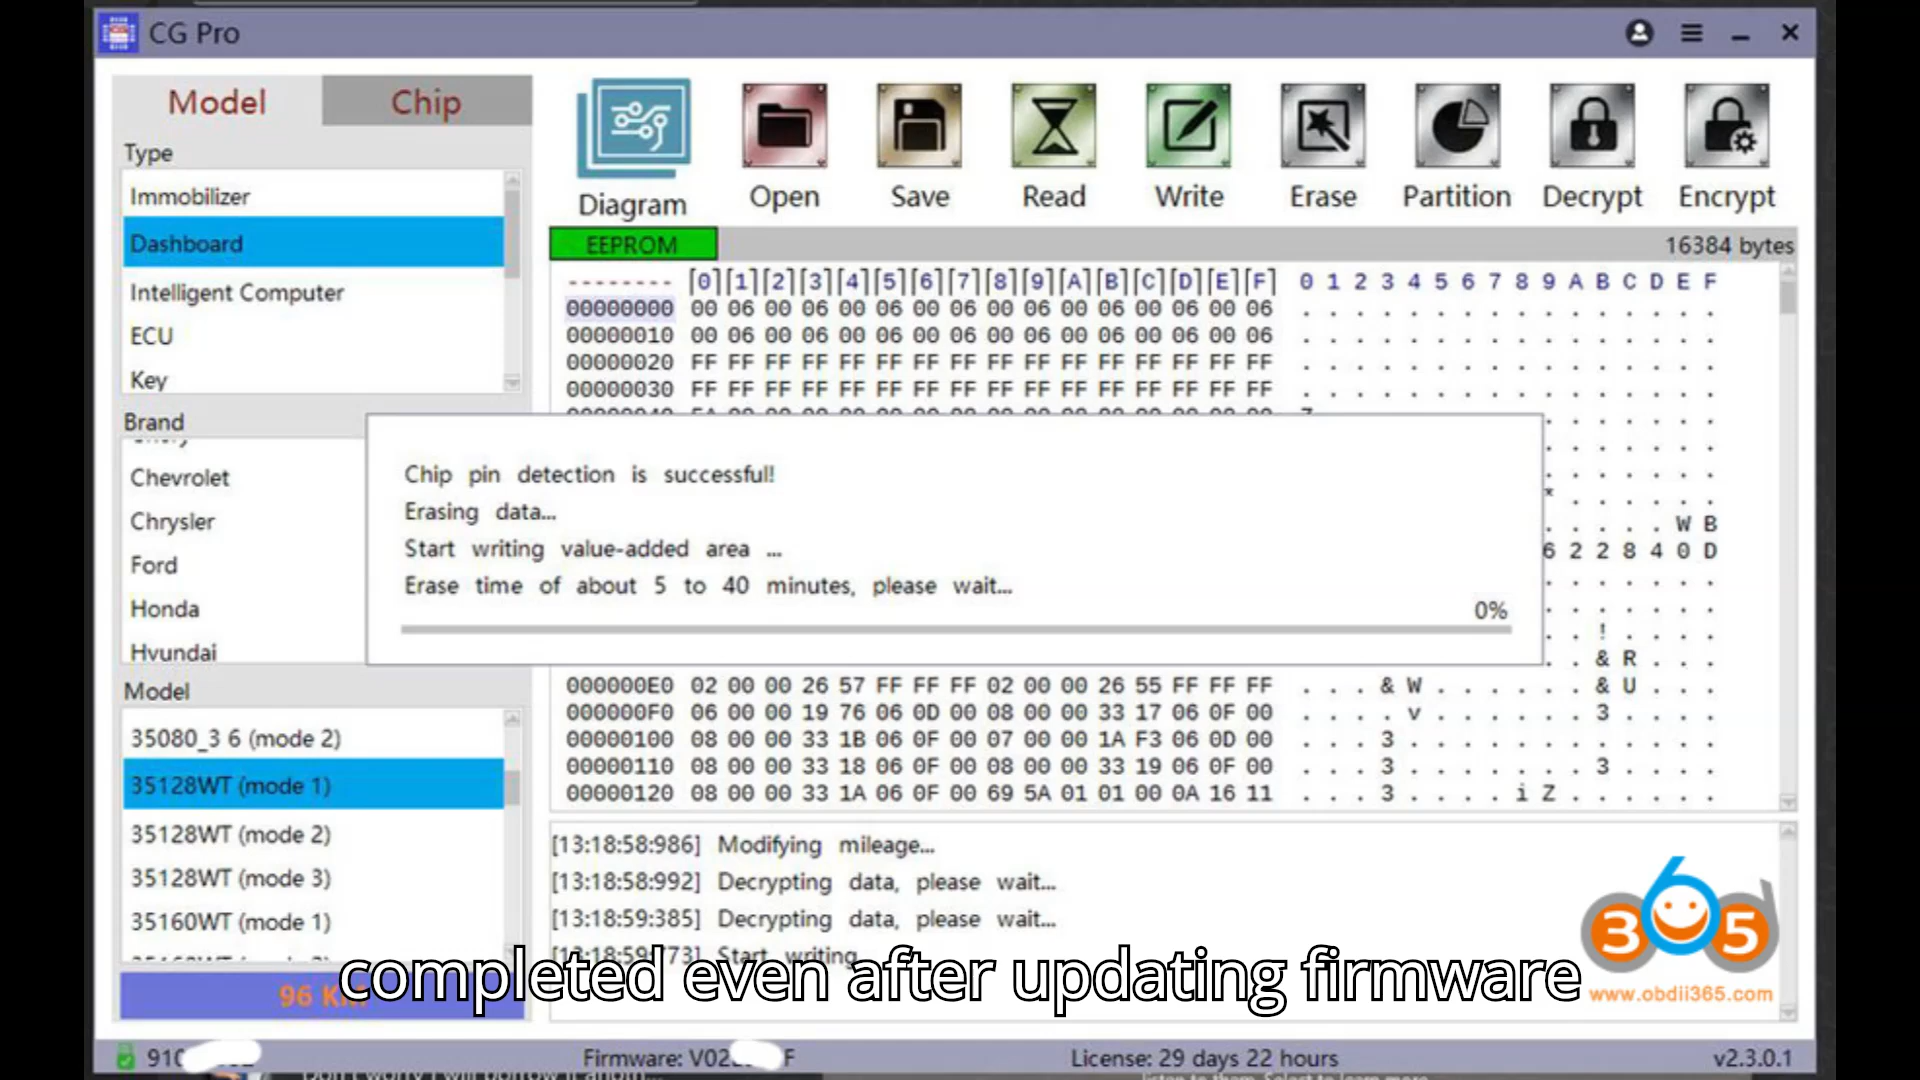 CG Pro
Model Chip
Type
Immobilizer
Dashboard
Intelligent Computer
ECU
Key
Brand
Chevrolet
Chrysler
Ford
Honda
Hyundai
Model
35080_3 6 (mode 2)
35128WT (mode 1)
35128WT (mode 2)
35128WT (mode 3)
35160WT (mode 1)
96 KM
Diagram Open Save Read Write Erase Partition Decrypt Encrypt
EEPROM 16384 bytes
-------- [0][1][2][3][4][5][6][7][8][9][A][B][C][D][E][F] 0 1 2 3 4 5 6 7 8 9 A B C D E F
00000000 00 06 00 06 00 06 00 06 00 06 00 06 00 06 00 06 . . . . . . . . . . . . . . . .
00000010 00 06 00 06 00 06 00 06 00 06 00 06 00 06 00 06 . . . . . . . . . . . . . . . .
00000020 FF FF FF FF FF FF FF FF FF FF FF FF FF FF FF FF . . . . . . . . . . . . . . . .
00000030 FF FF FF FF FF FF FF FF FF FF FF FF FF FF FF FF . . . . . . . . . . . . . . . .
* . . . . . .
. . . . . W B
6 2 2 8 4 0 D
. . ! . . . .
. . & R . . .
Chip pin detection is successful!
Erasing data...
Start writing value-added area ...
Erase time of about 5 to 40 minutes, please wait...
0%
000000E0 02 00 00 26 57 FF FF FF 02 00 00 26 55 FF FF FF . . . & W . . . . . . & U . . .
000000F0 06 00 00 19 76 06 0D 00 08 00 00 33 17 06 0F 00 . . . . v . . . . . . 3 . . . .
00000100 08 00 00 33 1B 06 0F 00 07 00 00 1A F3 06 0D 00 . . . 3 . . . . . . . . . . . .
00000110 08 00 00 33 18 06 0F 00 08 00 00 33 19 06 0F 00 . . . 3 . . . . . . . 3 . . . .
00000120 08 00 00 33 1A 06 0F 00 69 5A 01 01 00 0A 16 11 . . . 3 . . . . i Z . . . . . .
[13:18:58:986] Modifying mileage...
[13:18:58:992] Decrypting data, please wait...
[13:18:59:385] Decrypting data, please wait...
[13:18:59:773] Start writing
completed even after updating firmware
365
www.obdii365.com
910 Firmware: V02 F License: 29 days 22 hours v2.3.0.1